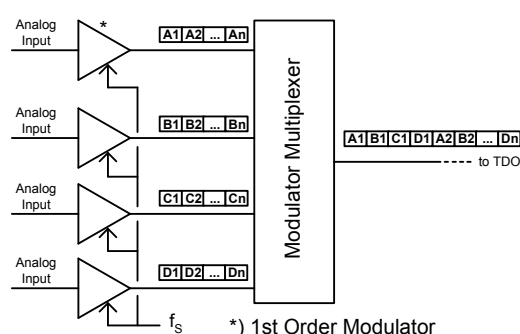 Analog
Input
*
A1 A2 ... An
Analog
Input
B1 B2 ... Bn
Modulator Multiplexer
A1 B1 C1 D1 A2 B2 ... Dn
to TDO
Analog
Input
C1 C2 ... Cn
Analog
Input
D1 D2 ... Dn
fS
*) 1st Order Modulator